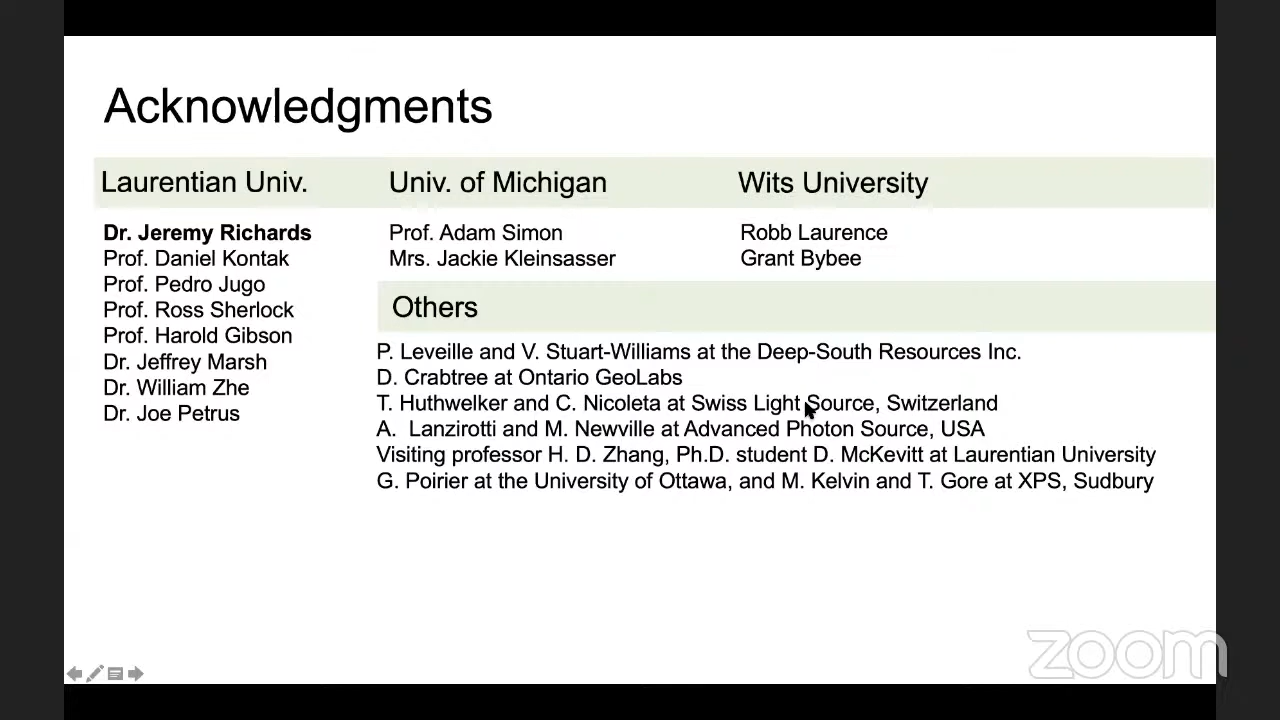 Acknowledgments
Laurentian Univ.
Dr. Jeremy Richards
Prof. Daniel Kontak
Prof. Pedro Jugo
Prof. Ross Sherlock
Prof. Harold Gibson
Dr. Jeffrey Marsh
Dr. William Zhe
Dr. Joe Petrus
Univ. of Michigan
Prof. Adam Simon
Mrs. Jackie Kleinsasser
Wits University
Robb Laurence
Grant Bybee
Others
P. Leveille and V. Stuart-Williams at the Deep-South Resources Inc.
D. Crabtree at Ontario GeoLabs
T. Huthwelker and C. Nicoleta at Swiss Light Source, Switzerland
A. Lanzirotti and M. Newville at Advanced Photon Source, USA
Visiting professor H. D. Zhang, Ph.D. student D. McKevitt at Laurentian University
G. Poirier at the University of Ottawa, and M. Kelvin and T. Gore at XPS, Sudbury
zoom